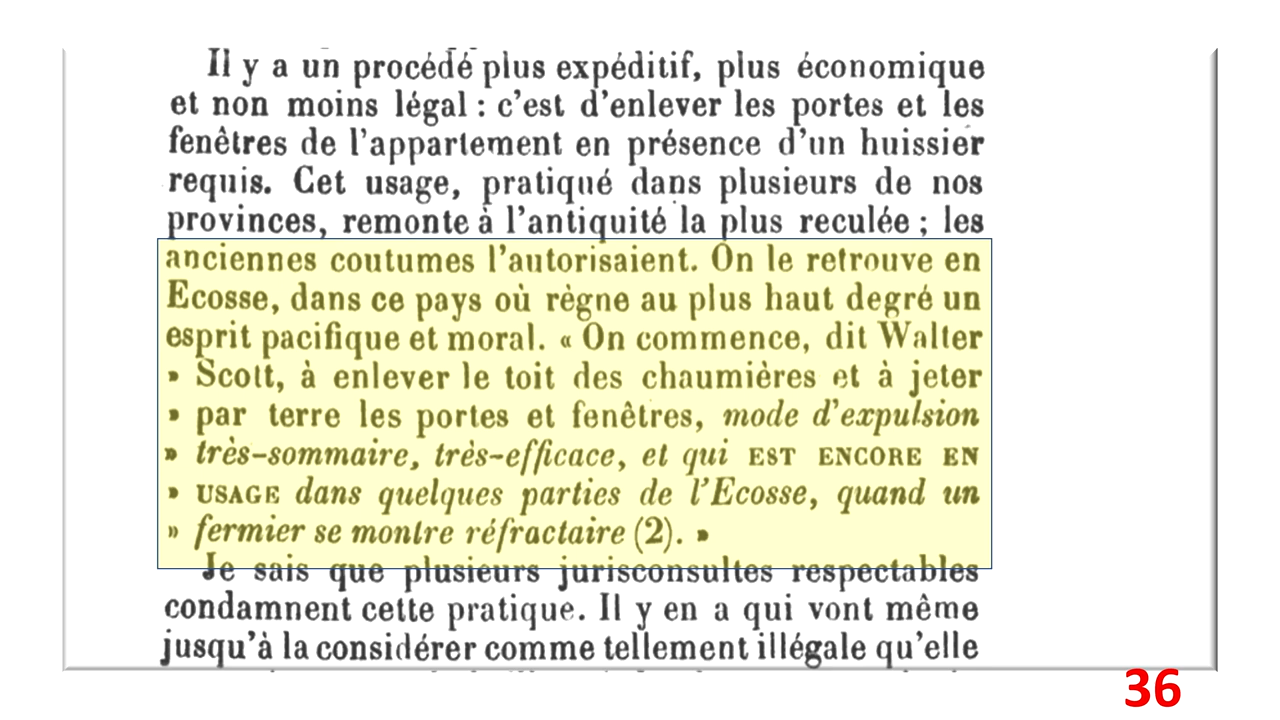 Il y a un procédé plus expéditif, plus économique
et non moins légal : c'est d'enlever les portes et les
fenêtres de l'appartement en présence d'un huissier
requis. Cet usage, pratiqué dans plusieurs de nos
provinces, remonte à l'antiquité la plus reculée ; les
anciennes coutumes l'autorisaient. On le retrouve en
Ecosse, dans ce pays où règne au plus haut degré un
esprit pacifique et moral. « On commence, dit Walter
» Scott, à enlever le toit des chaumières et à jeter
» par terre les portes et fenêtres, mode d'expulsion
» très-sommaire, très-efficace, et qui EST ENCORE EN
» USAGE dans quelques parties de l'Ecosse, quand un
» fermier se montre réfractaire (2). »
Je sais que plusieurs jurisconsultes respectables
condamnent cette pratique. Il y en a qui vont même
jusqu'à la considérer comme tellement illégale qu'elle
36